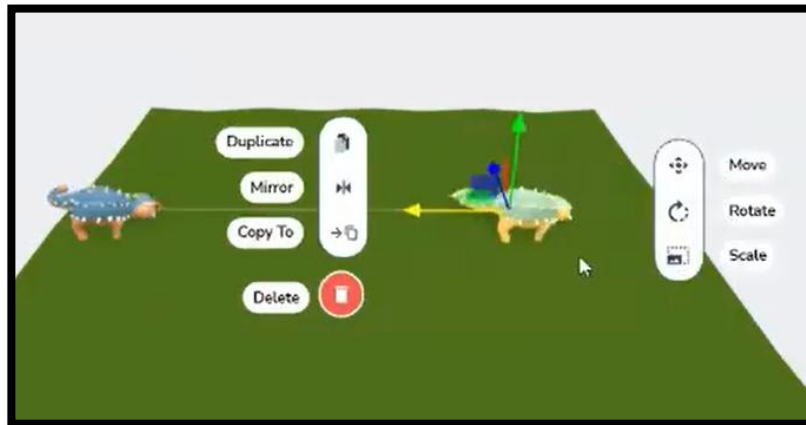 Duplicate
Mirror
Copy To
Delete
Move
Rotate
Scale